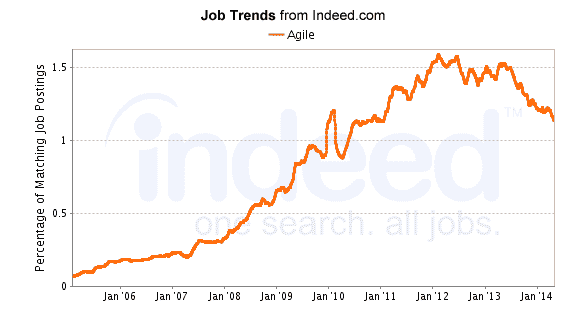 Job Trends from Indeed.com
Agile
Percentage of Matching Job Postings
1.5
1
0.5
0
indeed™
one search. all jobs.
Jan '06 Jan '07 Jan '08 Jan '09 Jan '10 Jan '11 Jan '12 Jan '13 Jan '14